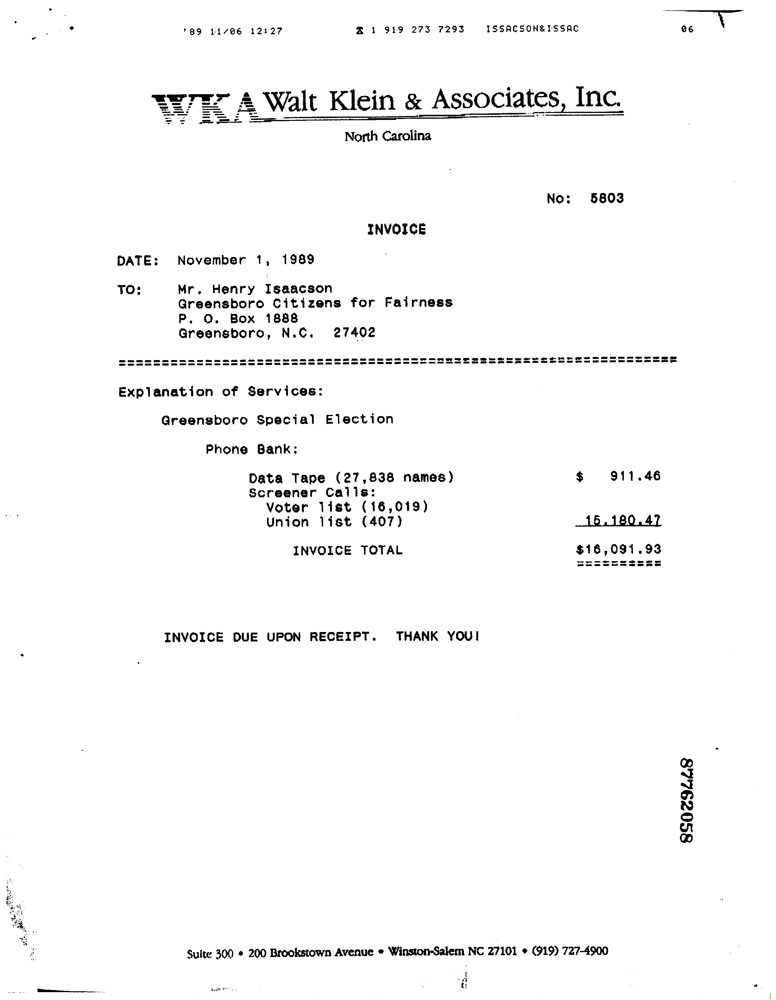 '89 11/06 12:27 ☎ 1 919 273 7293 ISSACSON&ISSAC 06
WKA Walt Klein & Associates, Inc.
North Carolina
No: 5803
INVOICE
DATE: November 1, 1989
TO: Mr. Henry Isaacson
Greensboro Citizens for Fairness
P. O. Box 1888
Greensboro, N.C. 27402
=================================================================
Explanation of Services:
Greensboro Special Election
Phone Bank:
Data Tape (27,838 names) $ 911.46
Screener Calls:
Voter list (16,019)
Union list (407) 15,180.47
INVOICE TOTAL $16,091.93
==========
INVOICE DUE UPON RECEIPT. THANK YOU!
87762058
Suite 300 • 200 Brookstown Avenue • Winston-Salem NC 27101 • (919) 727-4900